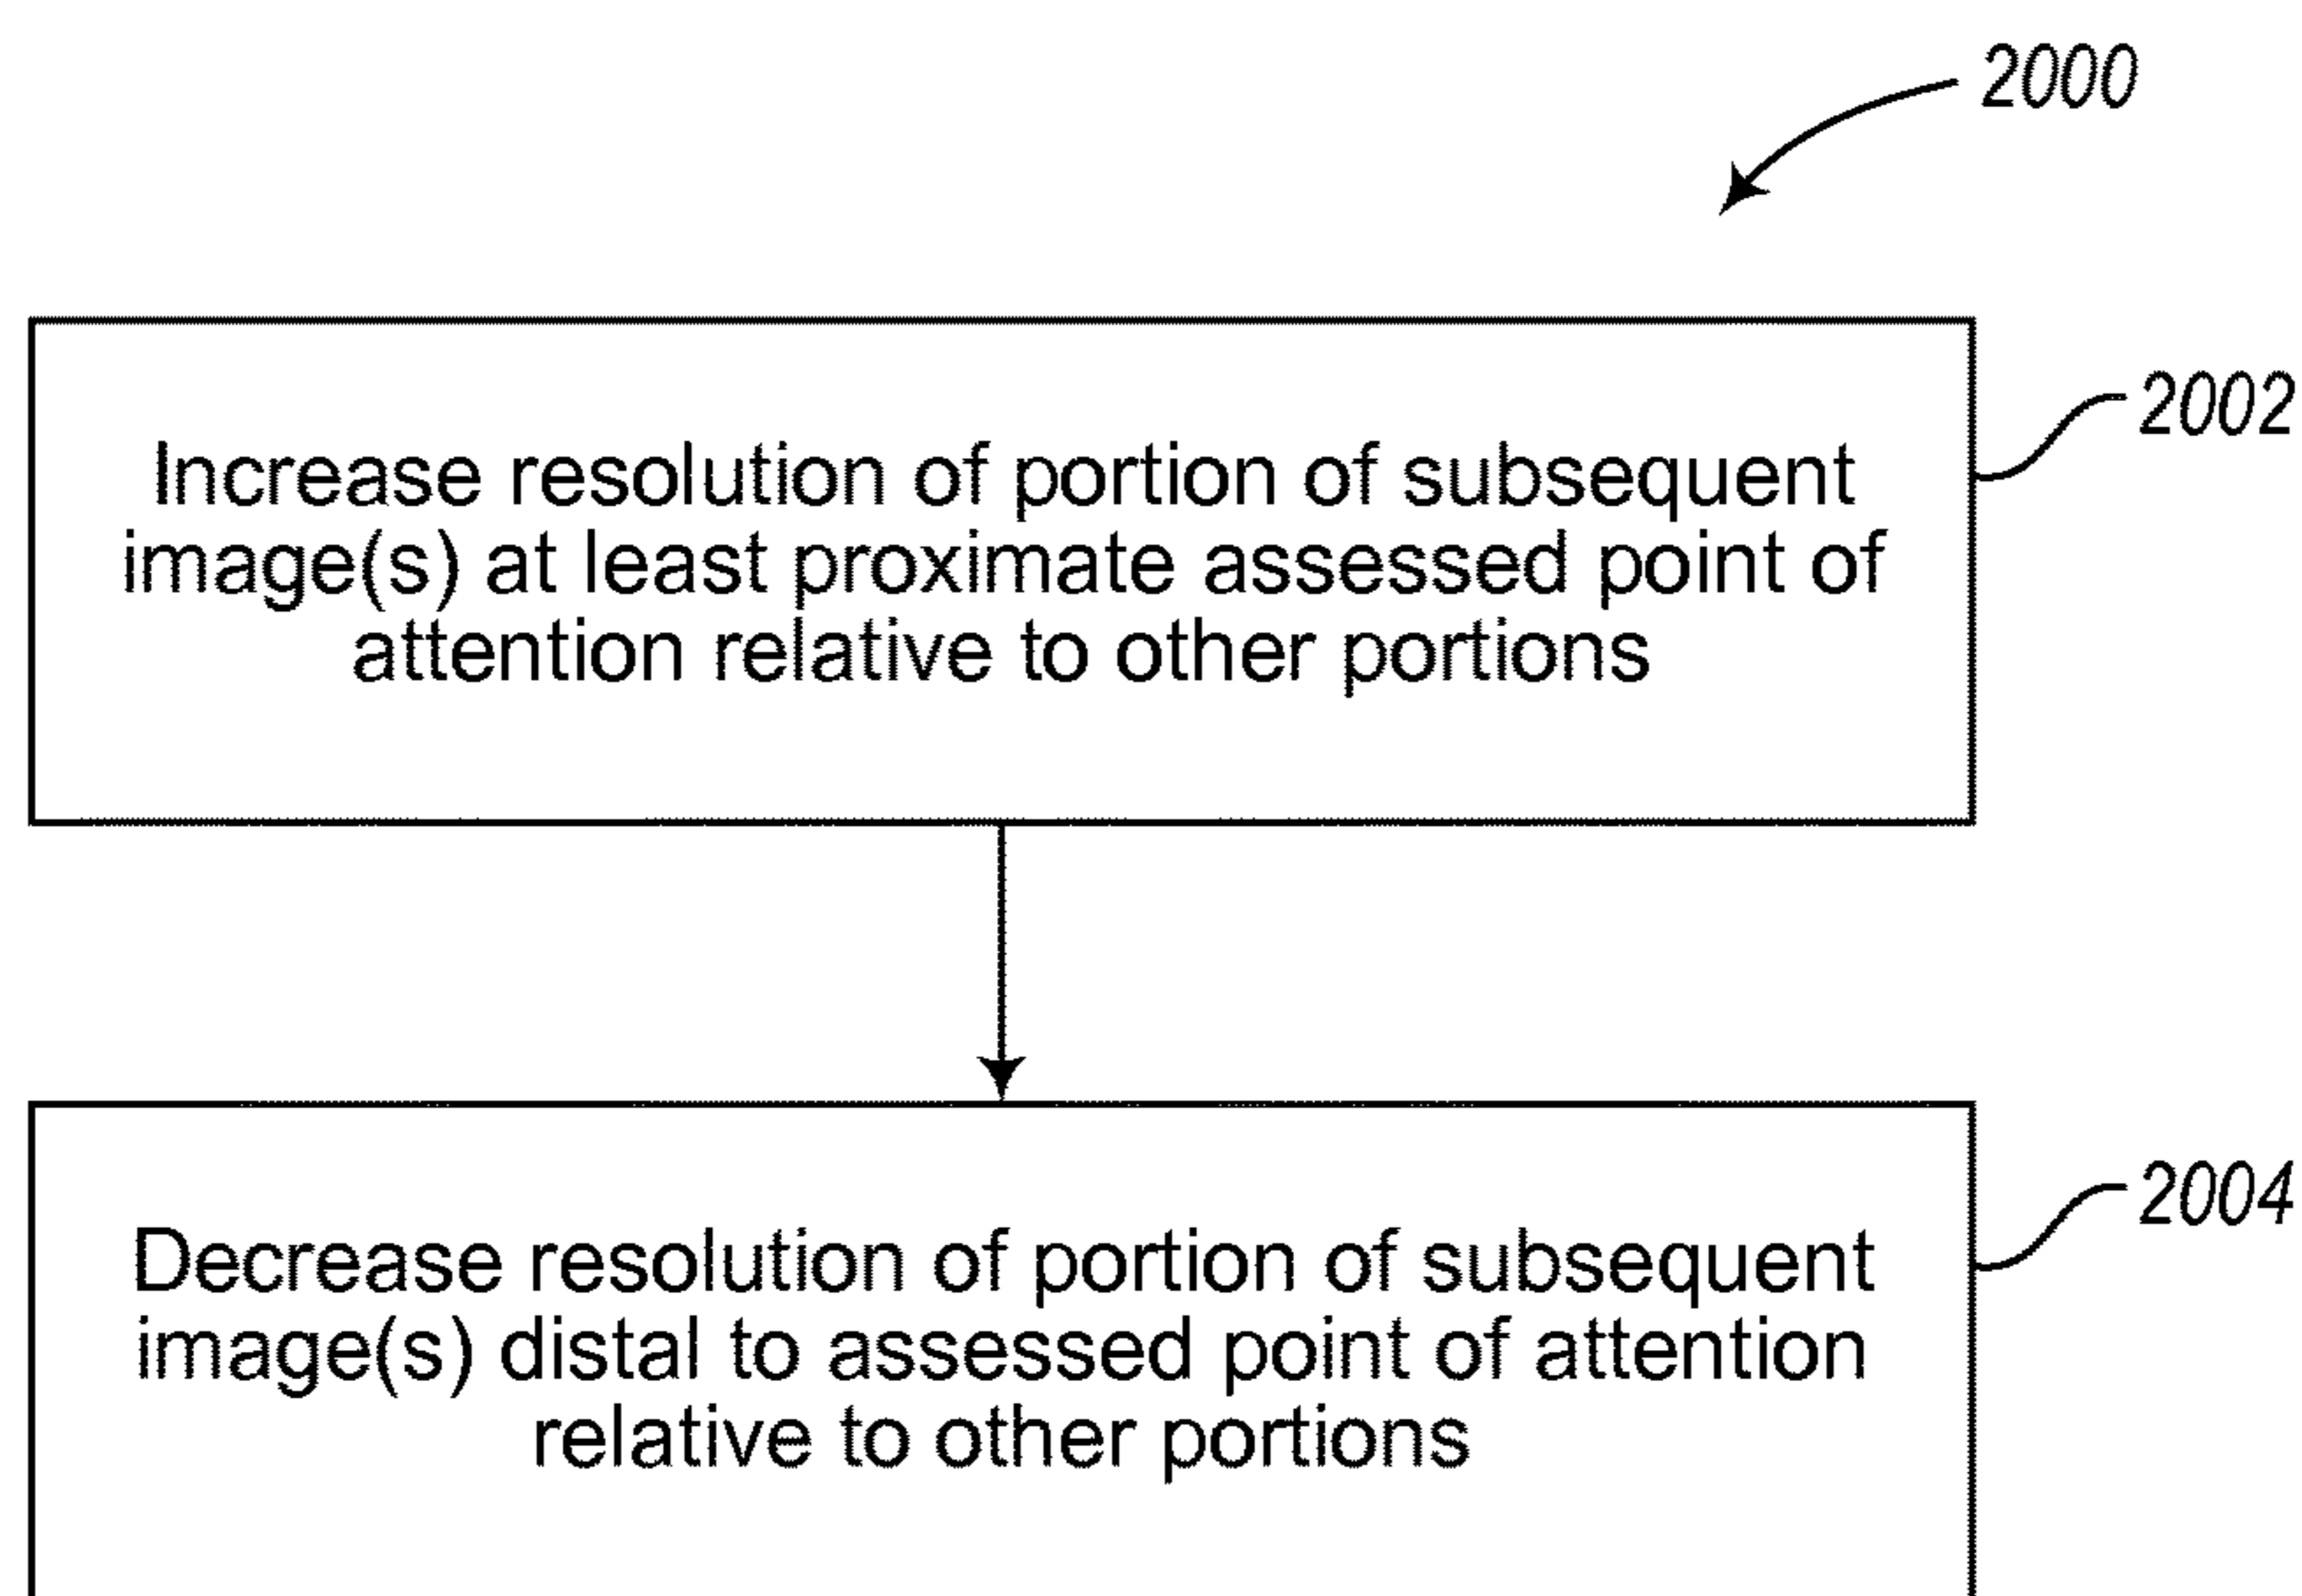 2000
2002
Increase resolution of portion of subsequent
image(s) at least proximate assessed point of
attention relative to other portions
2004
Decrease resolution of portion of subsequent
image(s) distal to assessed point of attention
relative to other portions